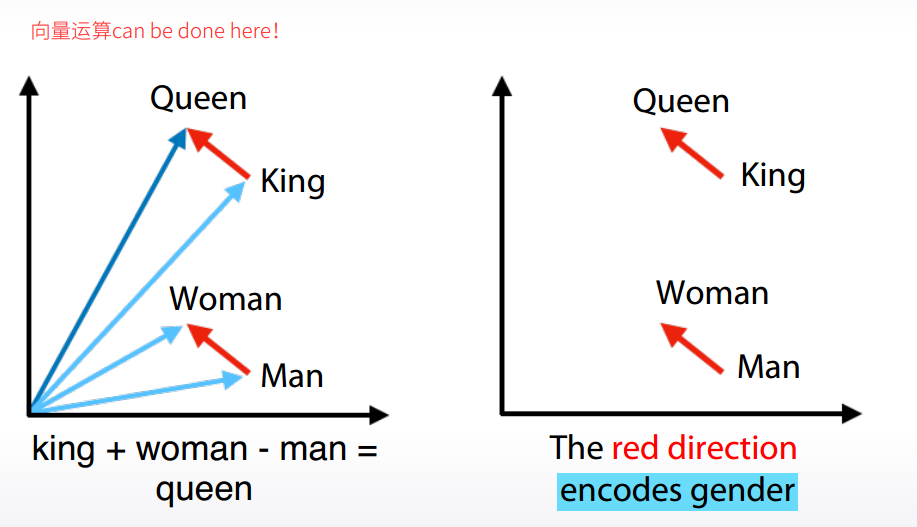 向量运算can be done here!
Queen
King
Woman
Man
king + woman - man =
queen
Queen
King
Woman
Man
The red direction
encodes gender